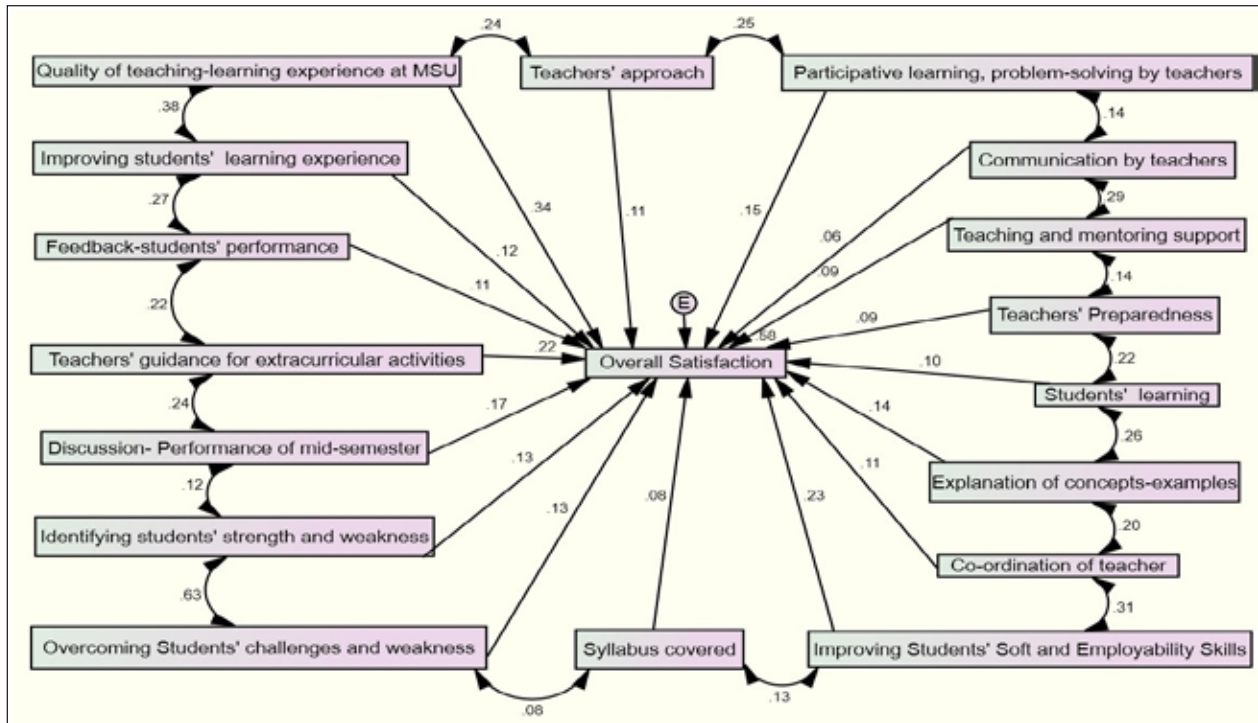 .24
.25
Quality of teaching-learning experience at MSU
Teachers' approach
Participative learning, problem-solving by teachers
.38
.14
Improving students' learning experience
Communication by teachers
.27
.29
.34
.11
.15
.06
Feedback-students' performance
Teaching and mentoring support
.12
.09
.11
.14
E
.22
Teachers' Preparedness
.09
.58
.22
Teachers' guidance for extracurricular activities
.22
Overall Satisfaction
.10
Students' learning
.24
.17
.14
.26
Discussion- Performance of mid-semester
.13
.11
Explanation of concepts-examples
.12
.13
.08
.23
.20
Identifying students' strength and weakness
Co-ordination of teacher
.63
.31
Overcoming Students' challenges and weakness
Syllabus covered
Improving Students' Soft and Employability Skills
.08
.13